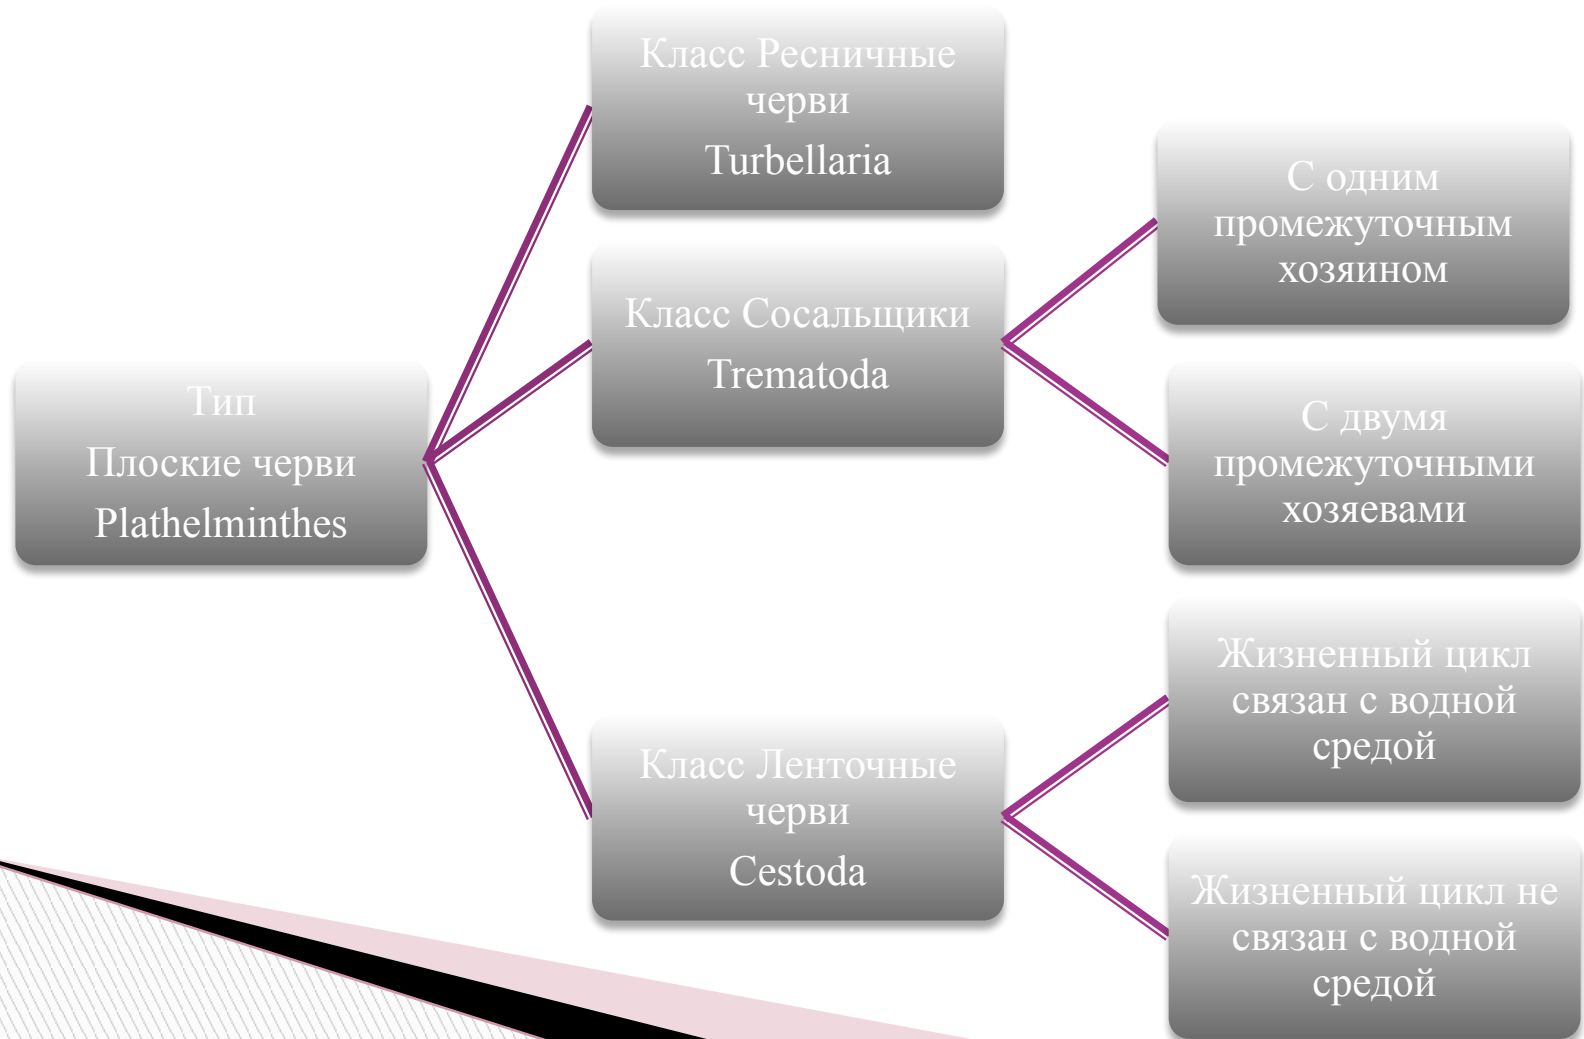 Тип
Плоские черви
Plathelminthes
Класс Ресничные
черви
Turbellaria
Класс Сосальщики
Trematoda
С одним
промежуточным
хозяином
С двумя
промежуточными
хозяевами
Класс Ленточные
черви
Cestoda
Жизненный цикл
связан с водной
средой
Жизненный цикл не
связан с водной
средой